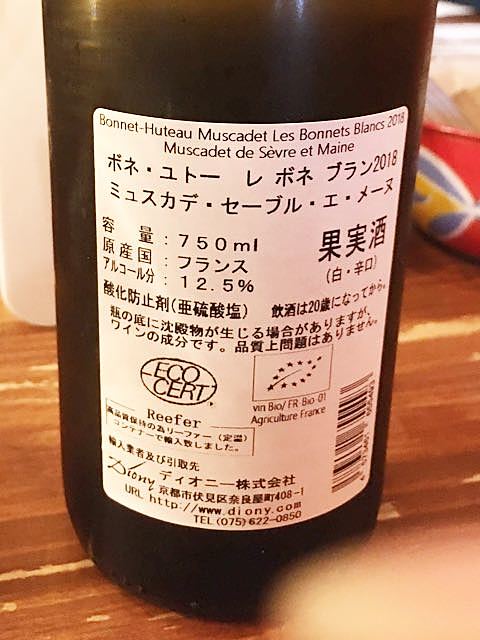 Bonnet-Huteau Muscadet Les Bonnets Blancs 2018
Muscadet de Sèvre et Maine
ボネ・ユトー レ ボネ ブラン2018
ミュスカデ・セーブル・エ・メーヌ
容量:750ml
原産国:フランス
アルコール分:12.5%
果実酒
(白・辛口)
酸化防止剤(亜硫酸塩) 飲酒は20歳になってから。
瓶の底に沈殿物が生じる場合がありますが、
ワインの成分です。品質上問題はありません。
ECO
CERT
vin Bio/ FR-Bio-01
Agriculture France
Reefer
高品質保持の為リーファー(定温)
コンテナーで輸入致しました。
輸入業者及び引取先
Diony ディオニー株式会社
京都市伏見区奈良屋町408-1
URL http://www.diony.com
TEL (075)-622-0850